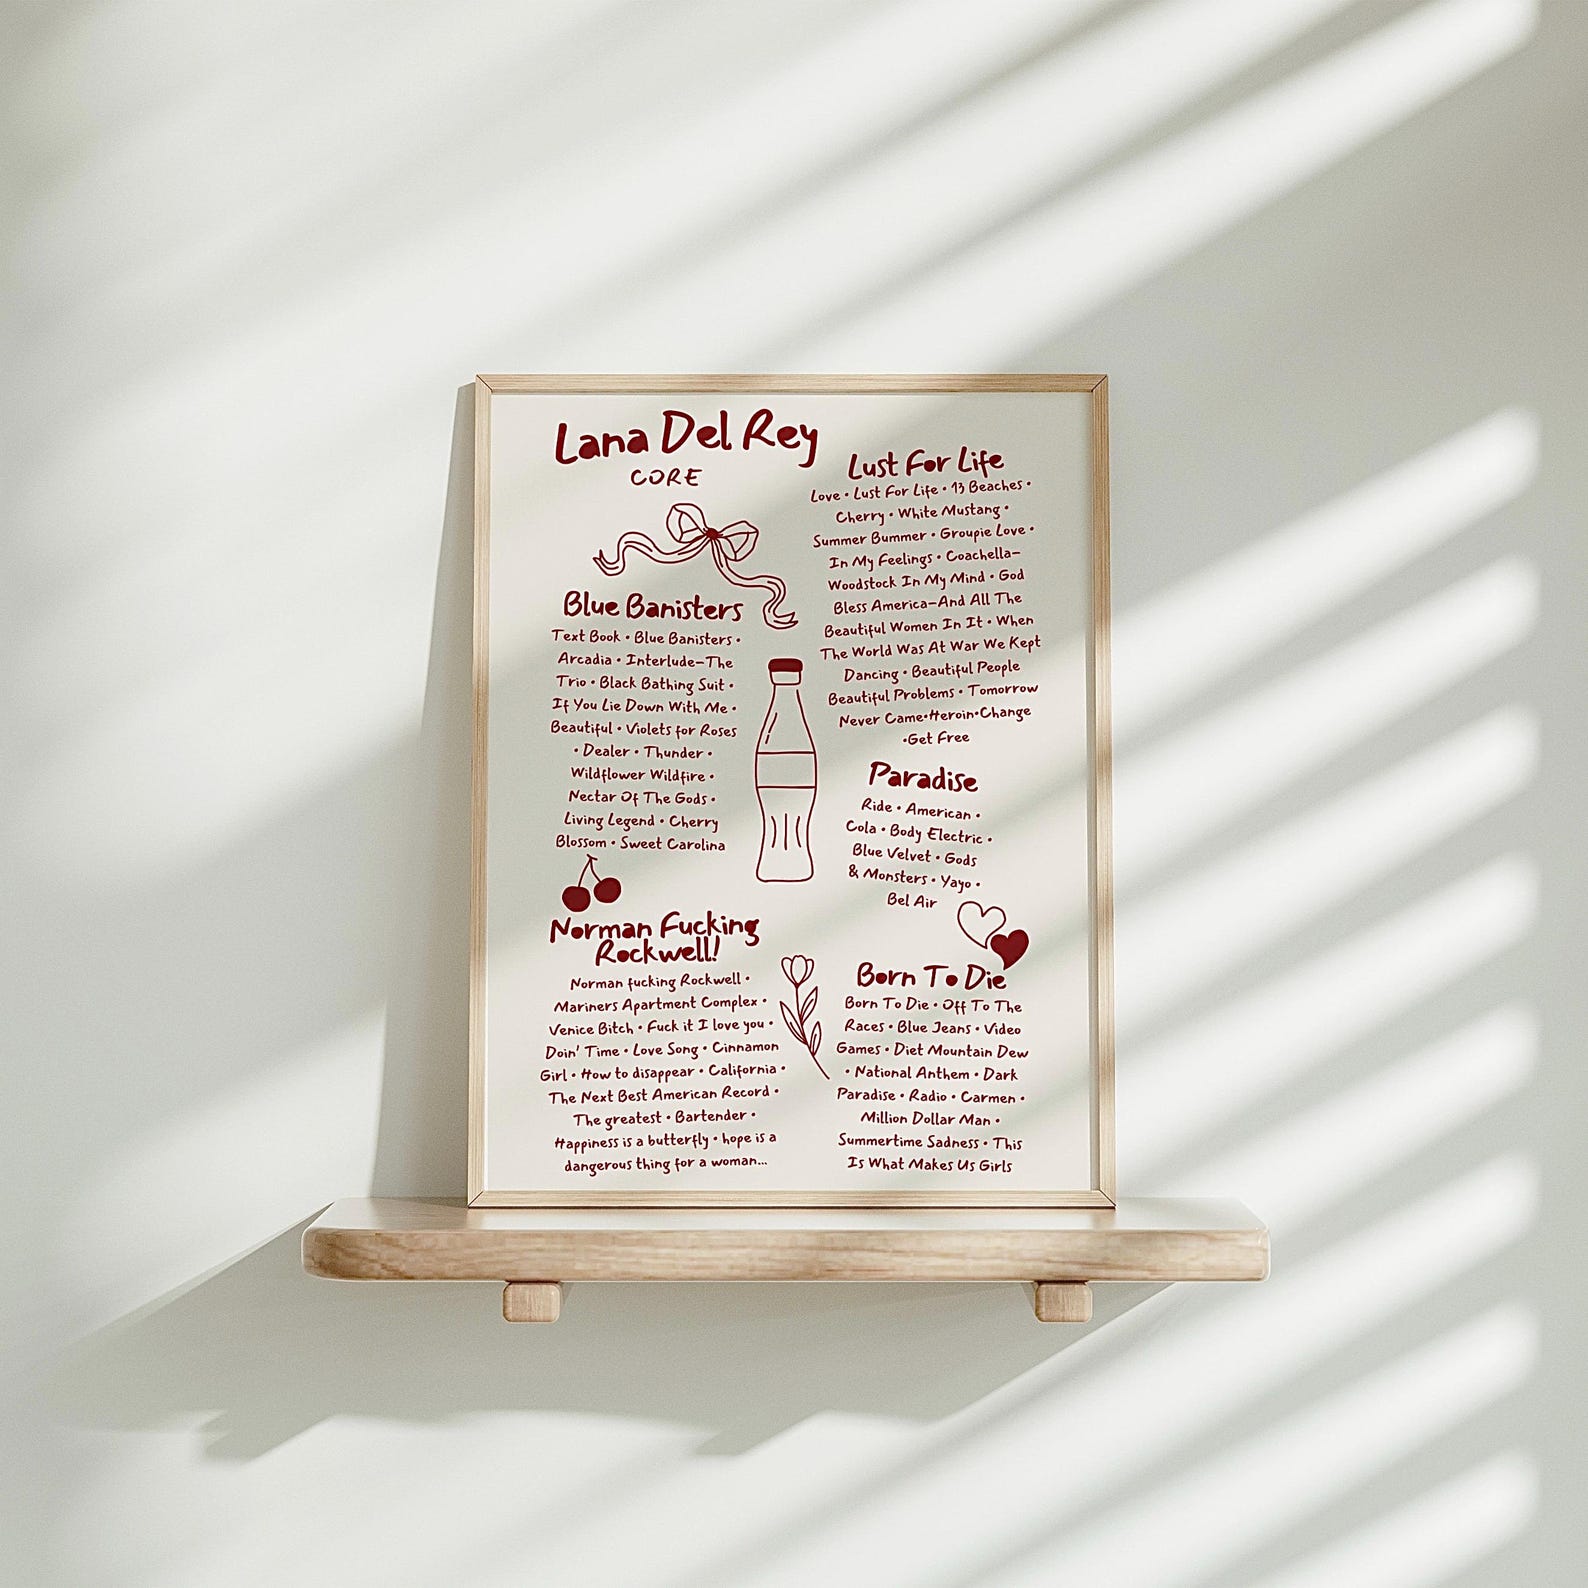 Lana Del Rey
CORE
Blue Banisters
Text Book • Blue Banisters •
Arcadia • Interlude–The
Trio • Black Bathing Suit •
If You Lie Down With Me •
Beautiful • Violets for Roses
• Dealer • Thunder •
Wildflower Wildfire •
Nectar Of The Gods •
Living Legend • Cherry
Blossom • Sweet Carolina
Norman Fucking
Rockwell!
Norman fucking Rockwell •
Mariners Apartment Complex •
Venice Bitch • Fuck it I love you •
Doin' Time • Love Song • Cinnamon
Girl • How to disappear • California •
The Next Best American Record •
The greatest • Bartender •
Happiness is a butterfly • hope is a
dangerous thing for a woman...
Lust For Life
Love • Lust For Life • 13 Beaches •
Cherry • White Mustang •
Summer Bummer • Groupie Love •
In My Feelings • Coachella–
Woodstock In My Mind • God
Bless America–And All The
Beautiful Women In It • When
The World Was At War We Kept
Dancing • Beautiful People
Beautiful Problems • Tomorrow
Never Came•Heroin•Change
•Get Free
Paradise
Ride • American •
Cola • Body Electric •
Blue Velvet • Gods
& Monsters • Yayo •
Bel Air
Born To Die
Born To Die • Off To The
Races • Blue Jeans • Video
Games • Diet Mountain Dew
• National Anthem • Dark
Paradise • Radio • Carmen •
Million Dollar Man •
Summertime Sadness • This
Is What Makes Us Girls